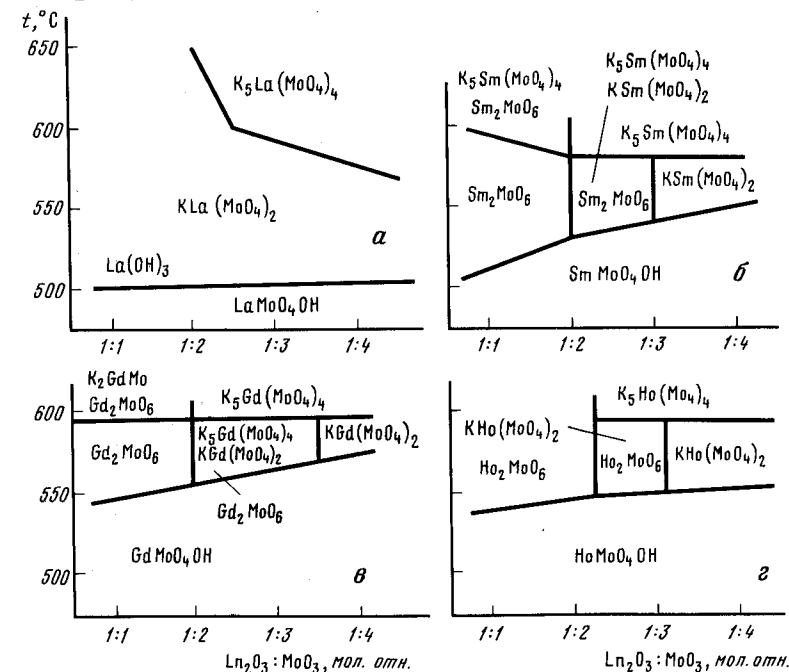 t,°C
650
600
550
500
K₅La(MoO₄)₄
KLa (MoO₄)₂
а
La(OH)₃
LaMoO₄OH
1:1 1:2 1:3 1:4
K₅Sm(MoO₄)₄
K₅Sm(MoO₄)₄
KSm(MoO₄)₂
Sm₂MoO₆
K₅Sm(MoO₄)₄
Sm₂MoO₆
Sm₂MoO₆
KSm(MoO₄)₂
SmMoO₄OH
б
1:1 1:2 1:3 1:4
K₂GdMo
Gd₂MoO₆
K₅Gd(MoO₄)₄
600
550
500
Gd₂MoO₆
K₅Gd(MoO₄)₄
KGd(MoO₄)₂
KGd(MoO₄)₂
Gd₂MoO₆
GdMoO₄OH
в
1:1 1:2 1:3 1:4
Ln₂O₃:MoO₃, мол. отн.
K₅Ho(Mo₄)₄
KHo(MoO₄)₂
Ho₂MoO₆
Ho₂MoO₆
KHo(MoO₄)₂
HoMoO₄OH
г
1:1 1:2 1:3 1:4
Ln₂O₃:MoO₃, мол. отн.